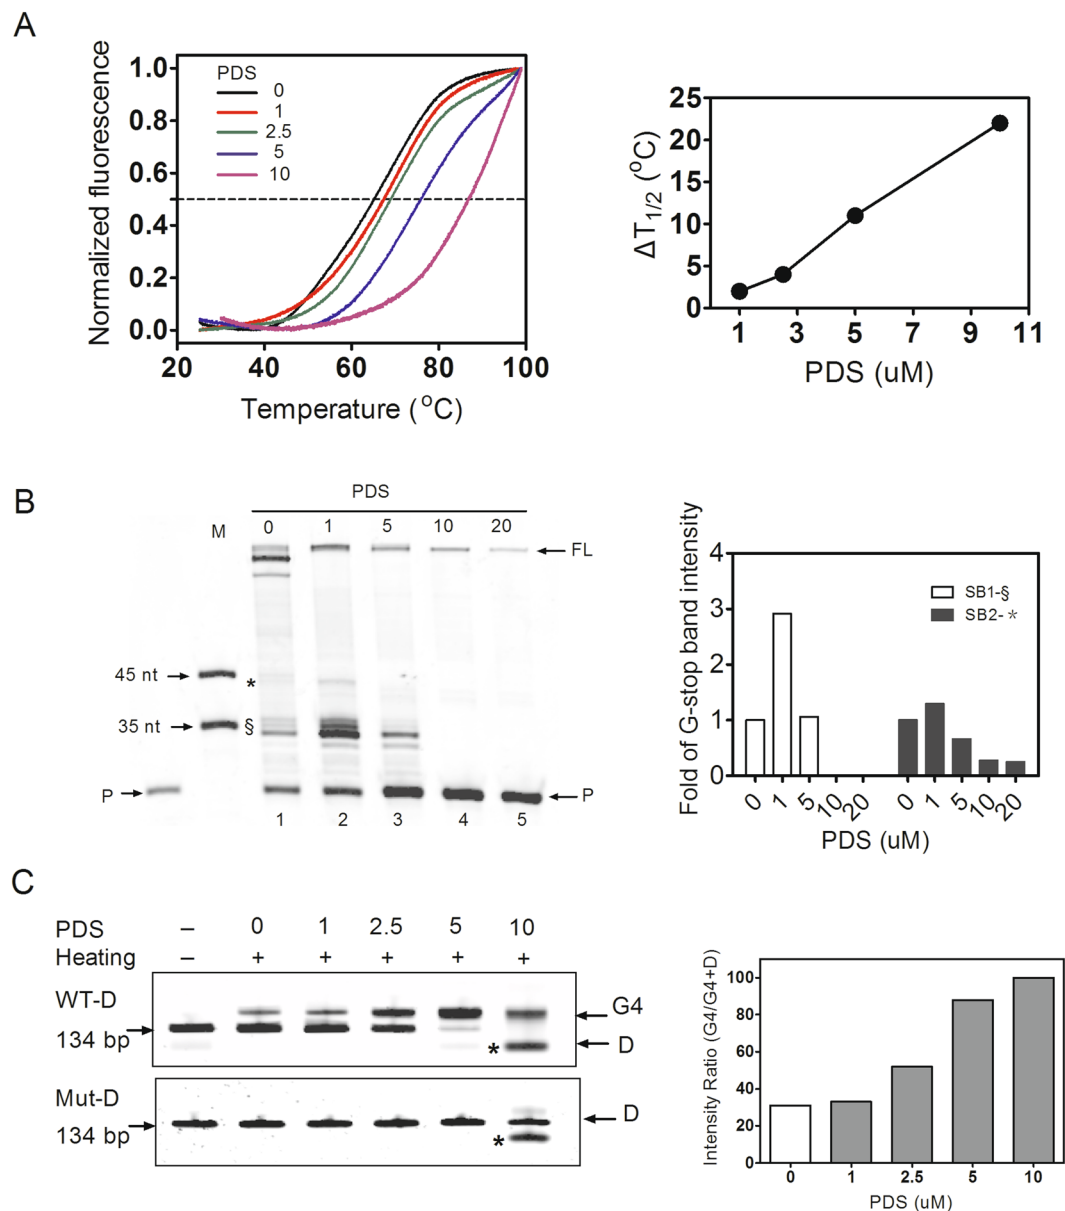 A
Normalized fluorescence
1.0
0.8
0.6
0.4
0.2
0.0
PDS
0
1
2.5
5
10
20 40 60 80 100
Temperature (°C)
ΔT1/2 (°C)
25
20
15
10
5
0
1 3 5 7 9 11
PDS (uM)
B
PDS
M 0 1 5 10 20
FL
45 nt
*
35 nt
§
P
P
1 2 3 4 5
Fold of G-stop band intensity
4
3
2
1
0
SB1-§
SB2- *
0 1 5 10 20 0 1 5 10 20
PDS (uM)
C
PDS – 0 1 2.5 5 10
Heating – + + + + +
WT-D
134 bp
G4
D
*
Mut-D
134 bp
D
*
Intensity Ratio (G4/G4+D)
100
80
60
40
20
0
0 1 2.5 5 10
PDS (uM)